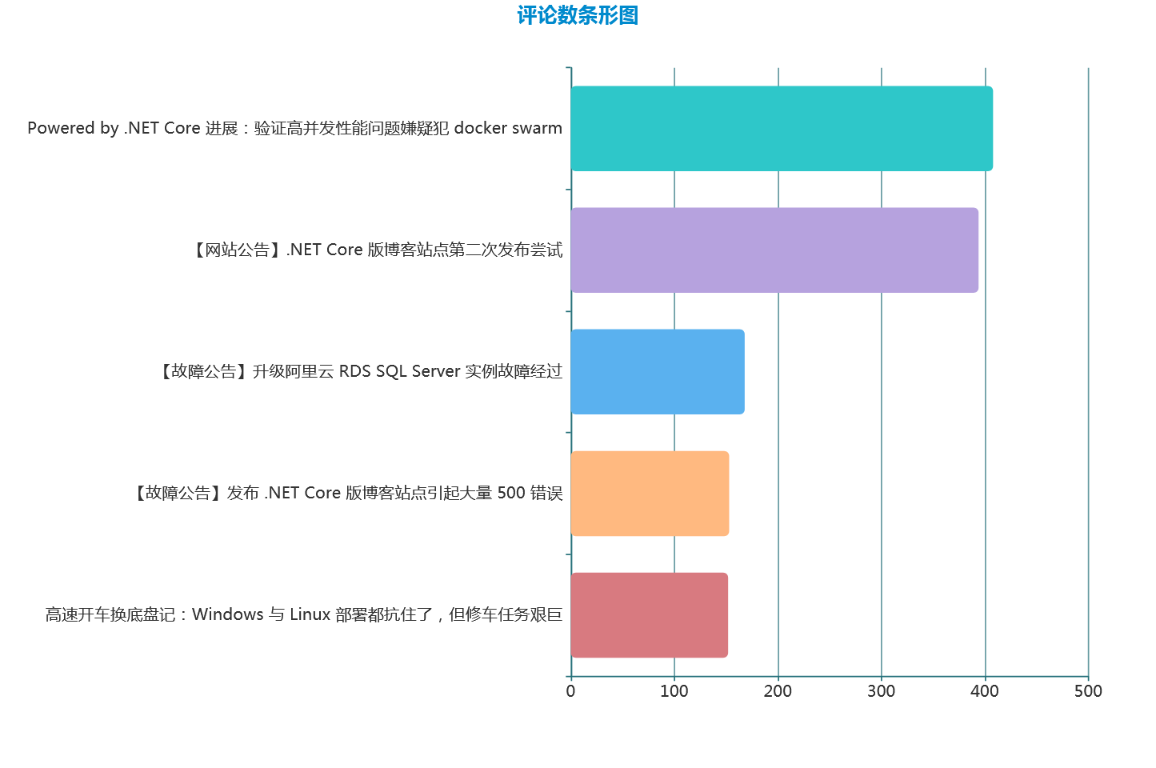 评论数条形图
Powered by .NET Core 进展：验证高并发性能问题嫌疑犯 docker swarm
【网站公告】.NET Core 版博客站点第二次发布尝试
【故障公告】升级阿里云 RDS SQL Server 实例故障经过
【故障公告】发布 .NET Core 版博客站点引起大量 500 错误
高速开车换底盘记：Windows 与 Linux 部署都抗住了，但修车任务艰巨
0 100 200 300 400 500